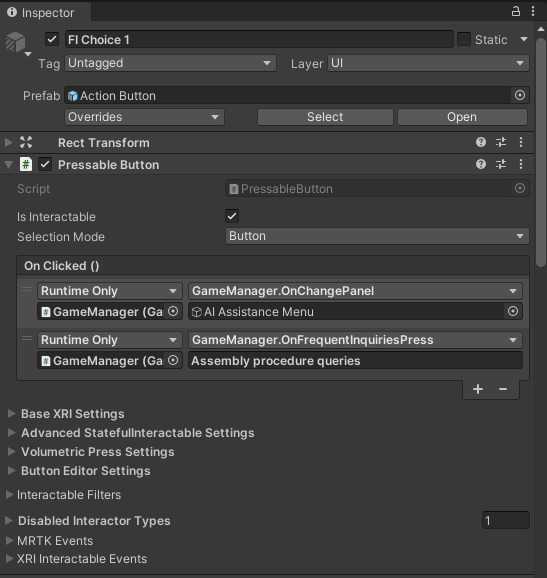 Inspector
FI Choice 1 Static
Tag Untagged Layer UI
Prefab Action Button
Overrides Select Open
Rect Transform
# Pressable Button
Script # PressableButton
Is Interactable
Selection Mode Button
On Clicked ()
Runtime Only GameManager.OnChangePanel
# GameManager (Ga AI Assistance Menu
Runtime Only GameManager.OnFrequentInquiriesPress
# GameManager (Ga Assembly procedure queries
+ −
Base XRI Settings
Advanced StatefulInteractable Settings
Volumetric Press Settings
Button Editor Settings
Interactable Filters
Disabled Interactor Types 1
MRTK Events
XRI Interactable Events